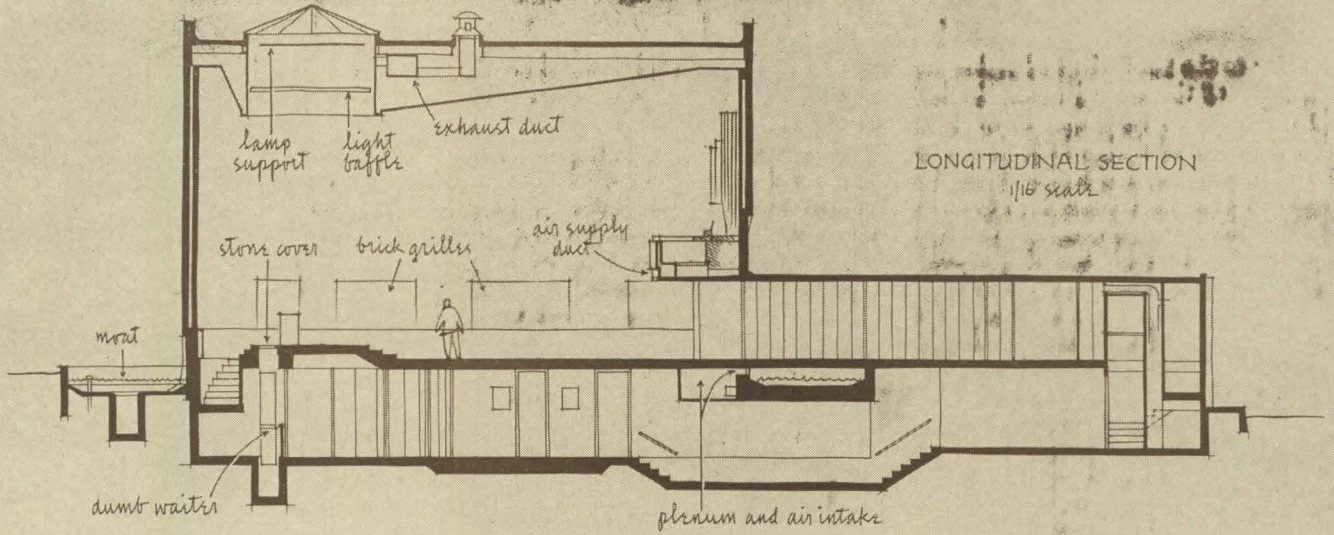 lamp
support
light
baffle
exhaust duct
LONGITUDINAL SECTION
1/16 scale
stone cover
brick grilles
air supply
duct
moat
dumb waiter
plenum and air intake